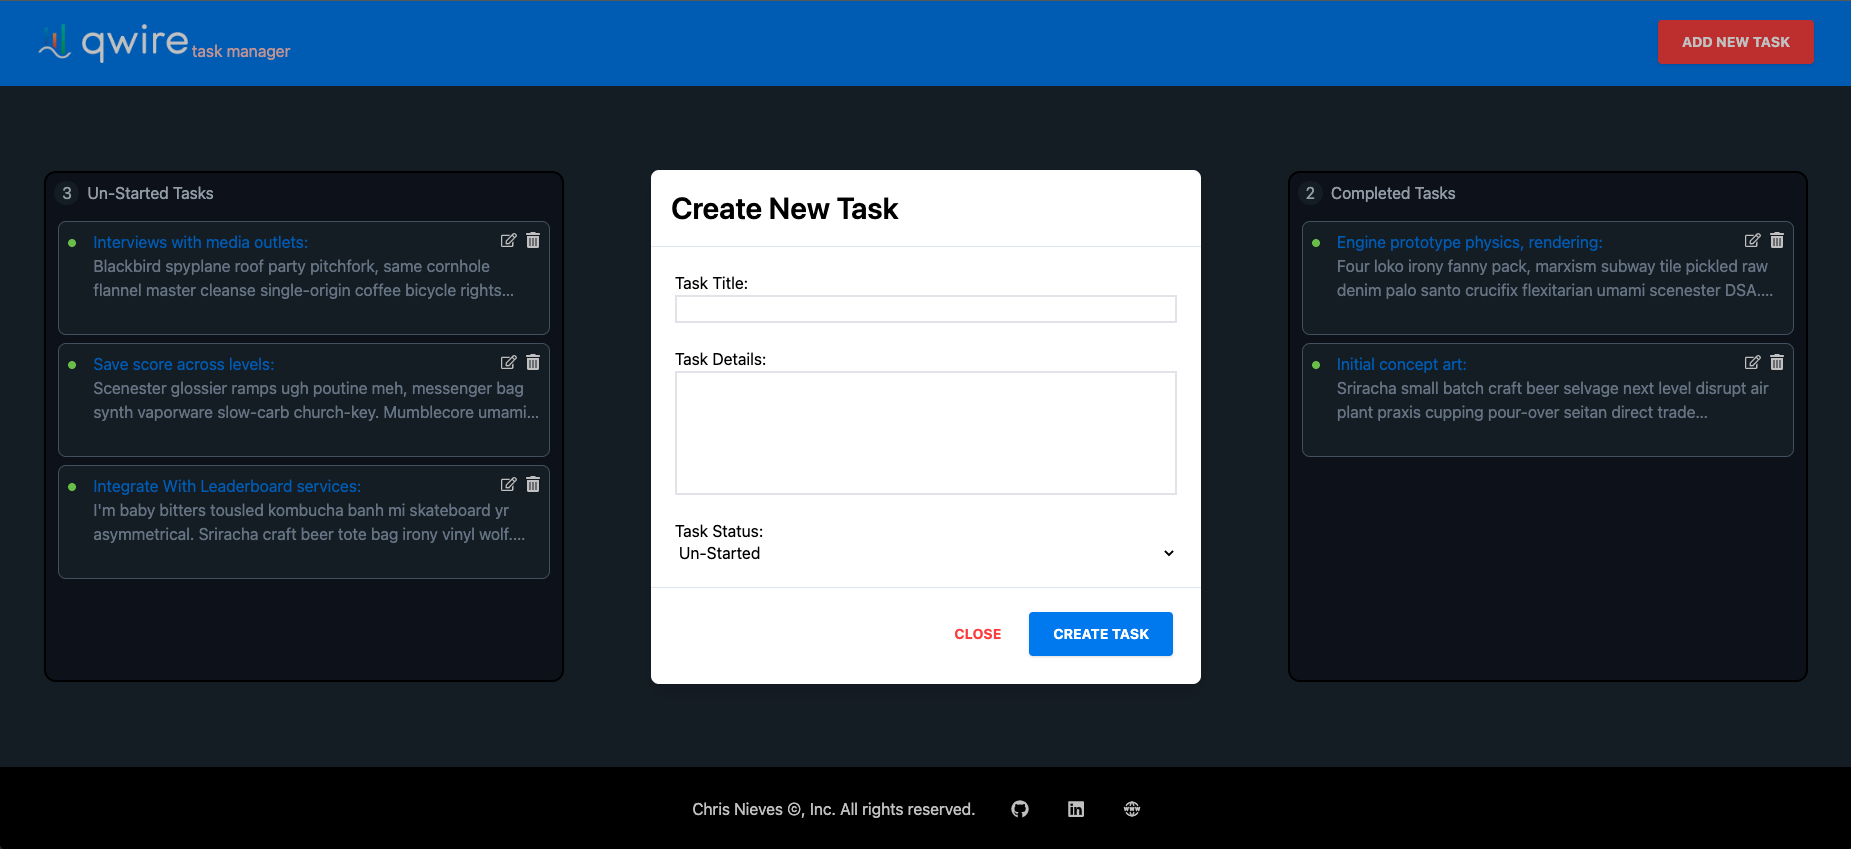 qwire task manager
ADD NEW TASK
3 Un-Started Tasks
Interviews with media outlets:
Blackbird spyplane roof party pitchfork, same cornhole
flannel master cleanse single-origin coffee bicycle rights...
Save score across levels:
Scenester glossier ramps ugh poutine meh, messenger bag
synth vaporware slow-carb church-key. Mumblecore umami...
Integrate With Leaderboard services:
I'm baby bitters tousled kombucha banh mi skateboard yr
asymmetrical. Sriracha craft beer tote bag irony vinyl wolf....
Create New Task
Task Title:
Task Details:
Task Status:
Un-Started
CLOSE
CREATE TASK
2 Completed Tasks
Engine prototype physics, rendering:
Four loko irony fanny pack, marxism subway tile pickled raw
denim palo santo crucifix flexitarian umami scenester DSA....
Initial concept art:
Sriracha small batch craft beer selvage next level disrupt air
plant praxis cupping pour-over seitan direct trade...
Chris Nieves ©, Inc. All rights reserved.